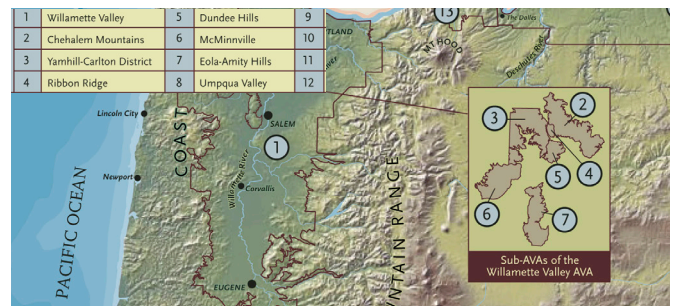 1 Willamette Valley 5 Dundee Hills 9
2 Chehalem Mountains 6 McMinnville 10
3 Yamhill-Carlton District 7 Eola-Amity Hills 11
4 Ribbon Ridge 8 Umpqua Valley 12
13
The Dalles
MT HOOD
Deschutes River
Lincoln City
SALEM
COAST
1
Newport
Willamette River
Corvallis
PACIFIC OCEAN
EUGENE
NTAIN RANGE
2
3
4
5
6
7
Sub-AVAs of the
Willamette Valley AVA